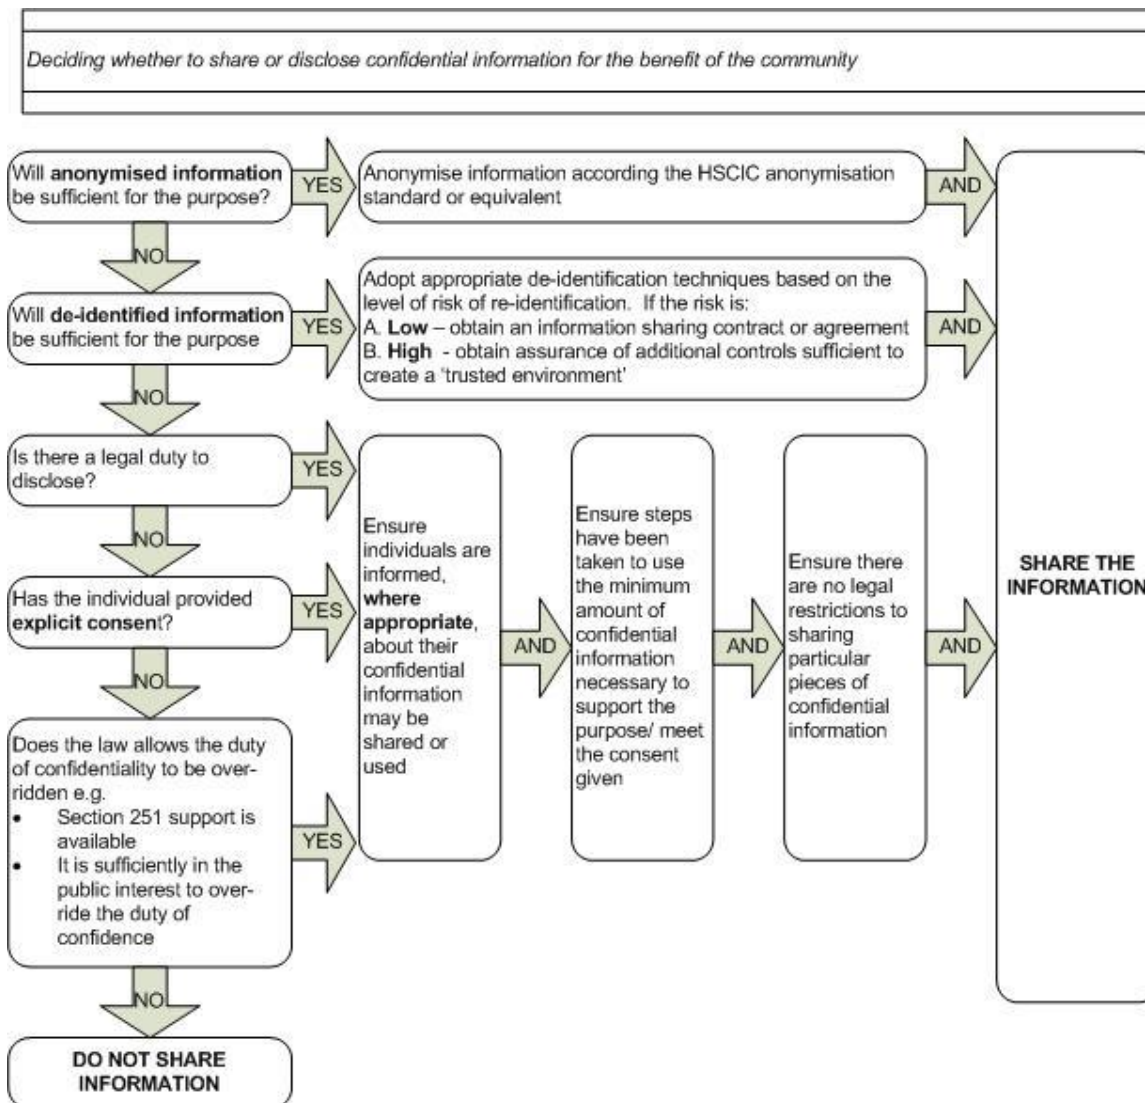 Deciding whether to share or disclose confidential information for the benefit of the community
Will anonymised information
be sufficient for the purpose?
YES
Anonymise information according the HSCIC anonymisation
standard or equivalent
AND
NO
Will de-identified information
be sufficient for the purpose
YES
Adopt appropriate de-identification techniques based on the
level of risk of re-identification. If the risk is:
A. Low – obtain an information sharing contract or agreement
B. High - obtain assurance of additional controls sufficient to
create a ‘trusted environment’
AND
NO
Is there a legal duty to
disclose?
YES
NO
Has the individual provided
explicit consent?
YES
NO
Does the law allows the duty
of confidentiality to be over-
ridden e.g.
• Section 251 support is
available
• It is sufficiently in the
public interest to over-
ride the duty of
confidence
YES
NO
DO NOT SHARE
INFORMATION
Ensure
individuals are
informed,
where
appropriate,
about their
confidential
information
may be
shared or
used
AND
Ensure steps
have been
taken to use
the minimum
amount of
confidential
information
necessary to
support the
purpose/ meet
the consent
given
AND
Ensure there
are no legal
restrictions to
sharing
particular
pieces of
confidential
information
AND
SHARE THE
INFORMATION